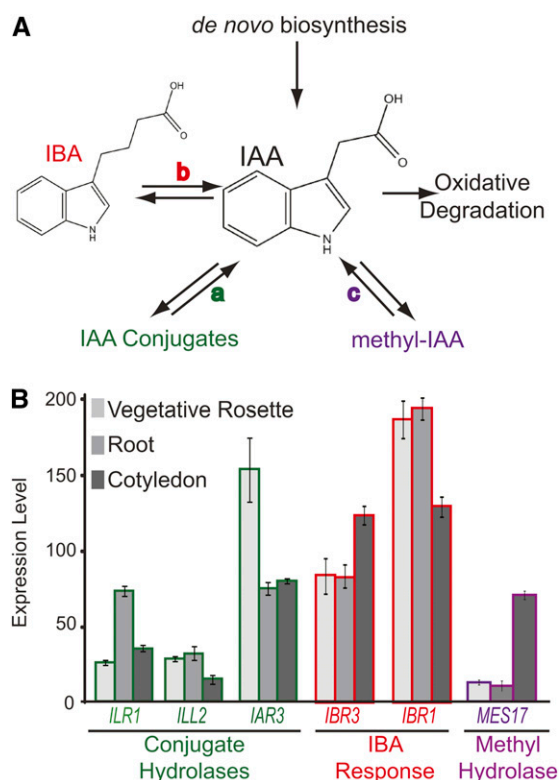 A
de novo biosynthesis
OH
O
IBA
N
H
b
IAA
OH
O
N
H
Oxidative
Degradation
a
c
IAA Conjugates
methyl-IAA
B
200
150
100
50
0
Expression Level
Vegetative Rosette
Root
Cotyledon
ILR1 ILL2 IAR3 IBR3 IBR1 MES17
Conjugate
Hydrolases
IBA
Response
Methyl
Hydrolase